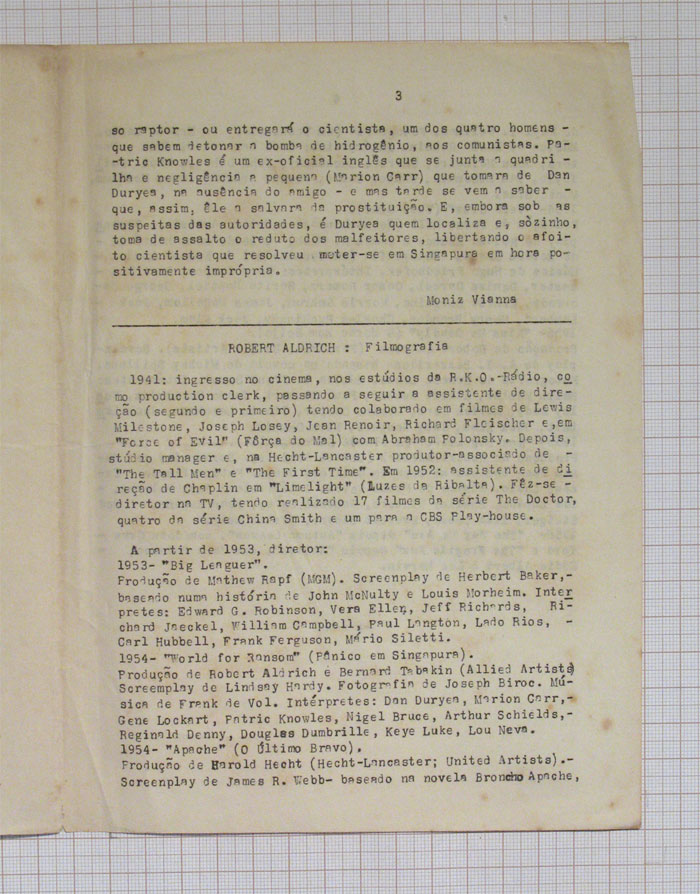 3
so raptor - ou entregará o cientista, um dos quatro homens -
que sabem detonar a bomba de hidrogênio, aos comunistas. Pa-
-tric Knowles é um ex-oficial inglês que se junta a quadri -
lha e negligência a pequena (Marion Carr) que tomara de Dan
Duryea, na ausência do amigo - e mas tarde se vem a saber -
que, assim, êle a salvara da prostituição. E, embora sob as
suspeitas das autoridades, é Duryea quem localiza e, sòzinho,
toma de assalto o reduto dos malfeitores, libertando o afoi-
to cientista que resolveu meter-se em Singapura em hora po-
sitivamente imprópria.
Moniz Vianna
ROBERT ALDRICH : Filmografia
1941: ingresso no cinema, nos estúdios da R.K.O.-Rádio, co
mo production clerk, passando a seguir a assistente de dire-
ção (segundo e primeiro) tendo colaborado em filmes de Lewis
Milestone, Joseph Losey, Jean Renoir, Richard Fleischer e,em
"Force of Evil" (Fôrça do Mal) com Abraham Polonsky. Depois,
stúdio manager e, na Hecht-Lancaster produtor-associado de -
"The Tall Men" e "The First Time". Em 1952: assistente de di
reção de Chaplin em "Limelight" (Luzes da Ribalta). Fêz-se -
diretor na TV, tendo realizado 17 filmes da série The Doctor,
quatro da série China Smith e um para o CBS Play-house.
A partir de 1953, diretor:
1953- "Big Leaguer".
Produção de Mathew Rapf (MGM). Screenplay de Herbert Baker,-
baseado numa história de John McNulty e Louis Morheim. Inter
pretes: Edward G. Robinson, Vera Ellen, Jeff Richards, Ri-
chard Jaeckel, William Campbell, Paul Langton, Lado Rios, -
Carl Hubbell, Frank Ferguson, Mário Siletti.
1954- "World for Ransom" (Pânico em Singapura).
Produção de Robert Aldrich e Bernard Tabakin (Allied Artists)
Screemplay de Lindsay Hardy. Fotografia de Joseph Biroc. Mú-
sica de Frank de Vol. Intérpretes: Dan Duryea, Marion Carr,-
Gene Lockart, Patric Knowles, Nigel Bruce, Arthur Schields,-
Reginald Denny, Douglas Dumbrille, Keye Luke, Lou Nova.
1954- "Apache" (O Último Bravo).
Produção de Harold Hecht (Hecht-Lancaster; United Artists).-
Screenplay de James R. Webb- baseado na novela Broncho Apache,